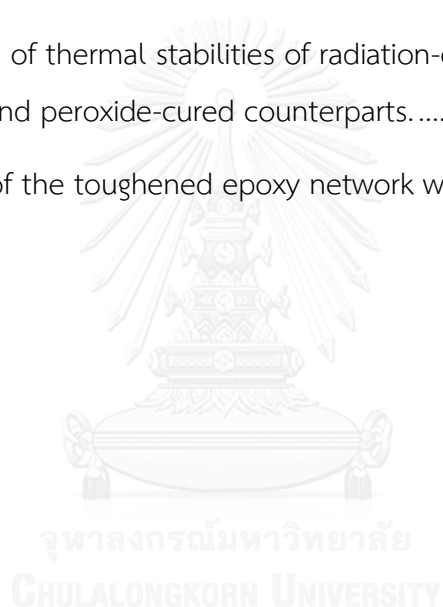 of thermal stabilities of radiation-
nd peroxide-cured counterparts.....
of the toughened epoxy network w
จุฬาลงกรณ์มหาวิทยาลัย
CHULALONGKORN UNIVERSITY